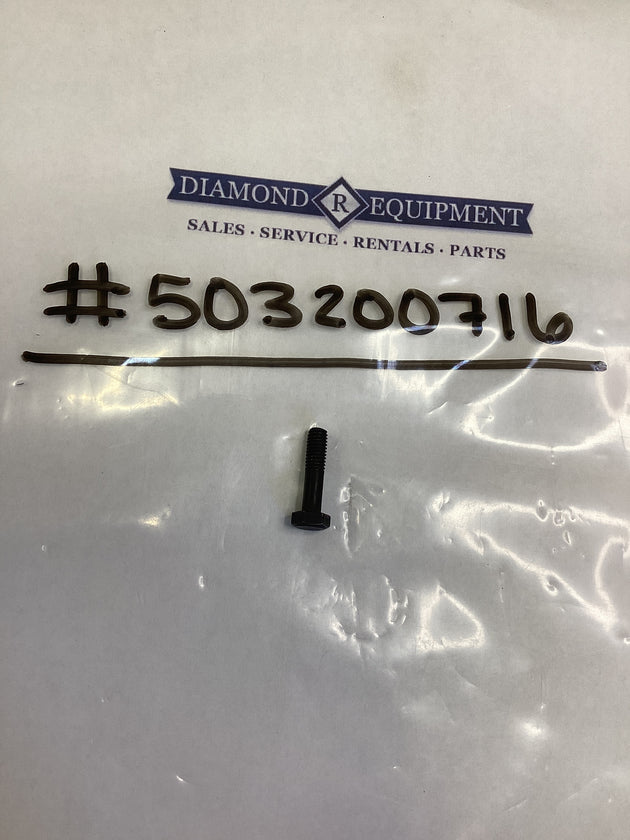 DIAMOND R EQUIPMENT
SALES · SERVICE · RENTALS · PARTS
#503200716